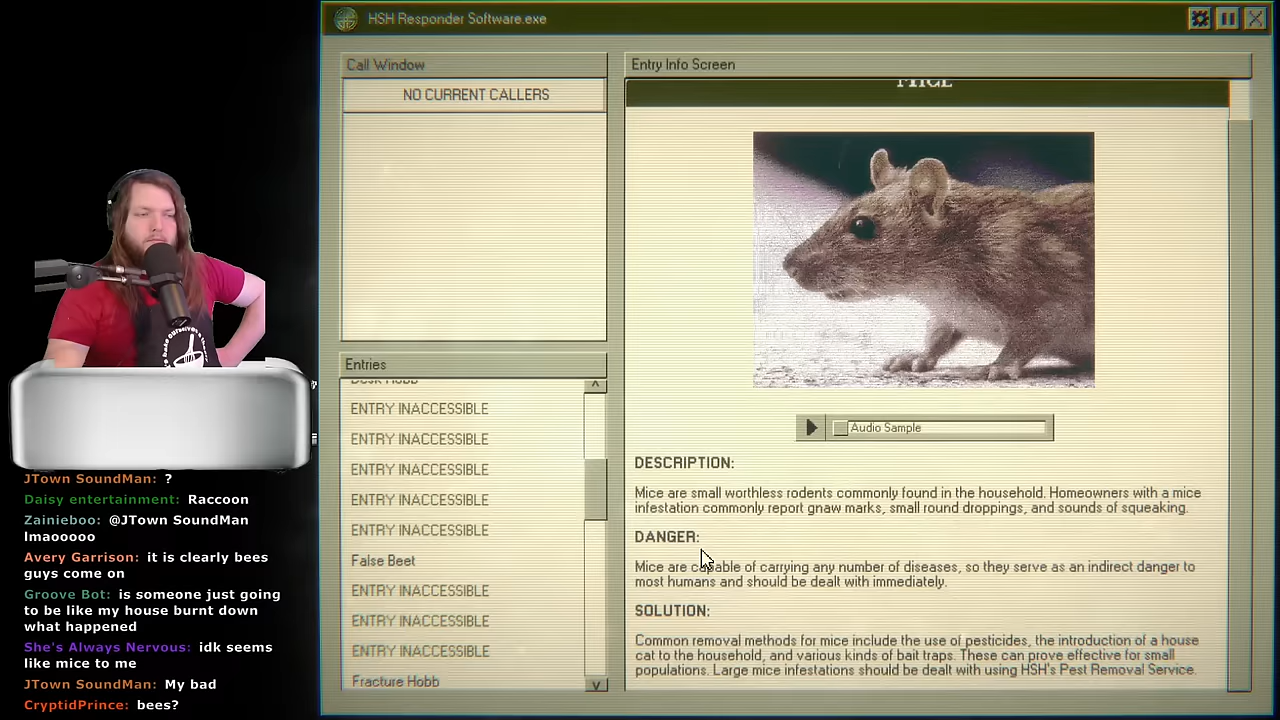 HSH Responder Software.exe
Call Window
NO CURRENT CALLERS
Entries
Desk Hobb
ENTRY INACCESSIBLE
ENTRY INACCESSIBLE
ENTRY INACCESSIBLE
ENTRY INACCESSIBLE
ENTRY INACCESSIBLE
False Beet
ENTRY INACCESSIBLE
ENTRY INACCESSIBLE
ENTRY INACCESSIBLE
Fracture Hobb
Entry Info Screen
MICE
Audio Sample
DESCRIPTION:
Mice are small worthless rodents commonly found in the household. Homeowners with a mice
infestation commonly report gnaw marks, small round droppings, and sounds of squeaking.
DANGER:
Mice are capable of carrying any number of diseases, so they serve as an indirect danger to
most humans and should be dealt with immediately.
SOLUTION:
Common removal methods for mice include the use of pesticides, the introduction of a house
cat to the household, and various kinds of bait traps. These can prove effective for small
populations. Large mice infestations should be dealt with using HSH's Pest Removal Service.
JTown SoundMan: ?
Daisy entertainment: Raccoon
Zainieboo: @JTown SoundMan
lmaooooo
Avery Garrison: it is clearly bees
guys come on
Groove Bot: is someone just going
to be like my house burnt down
what happened
She's Always Nervous: idk seems
like mice to me
JTown SoundMan: My bad
CryptidPrince: bees?